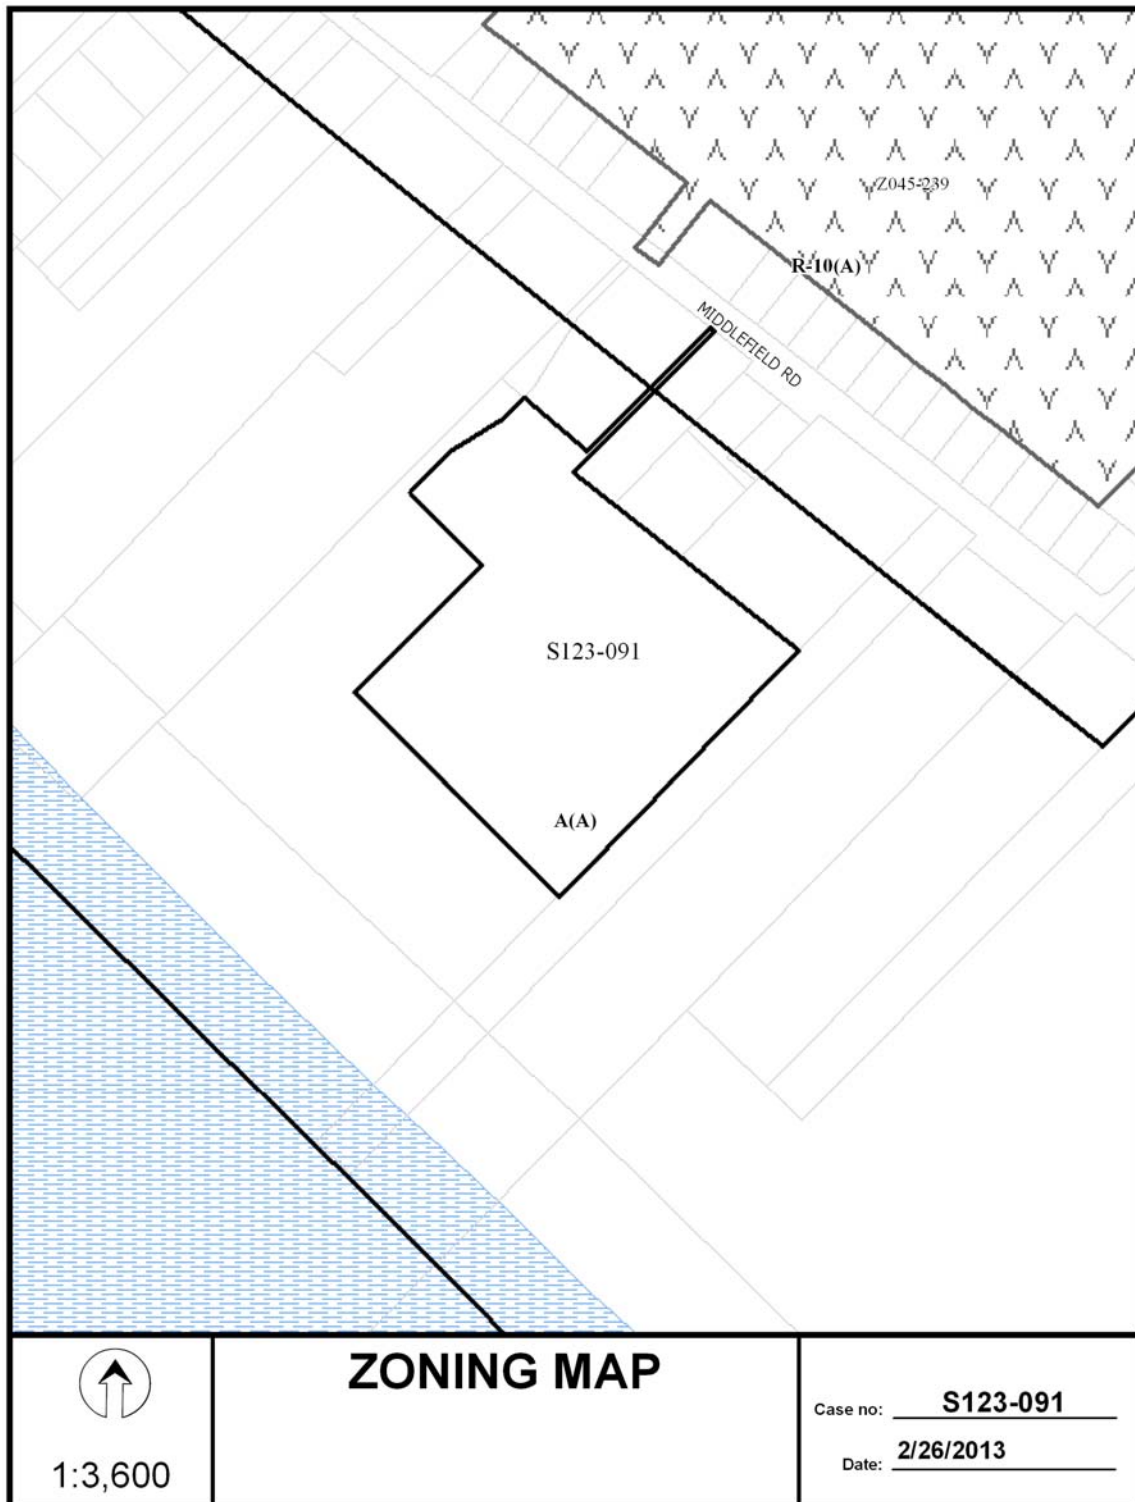 Z045-239
R-10(A)
MIDDLEFIELD RD
S123-091
A(A)
1:3,600
ZONING MAP
Case no: S123-091
Date: 2/26/2013